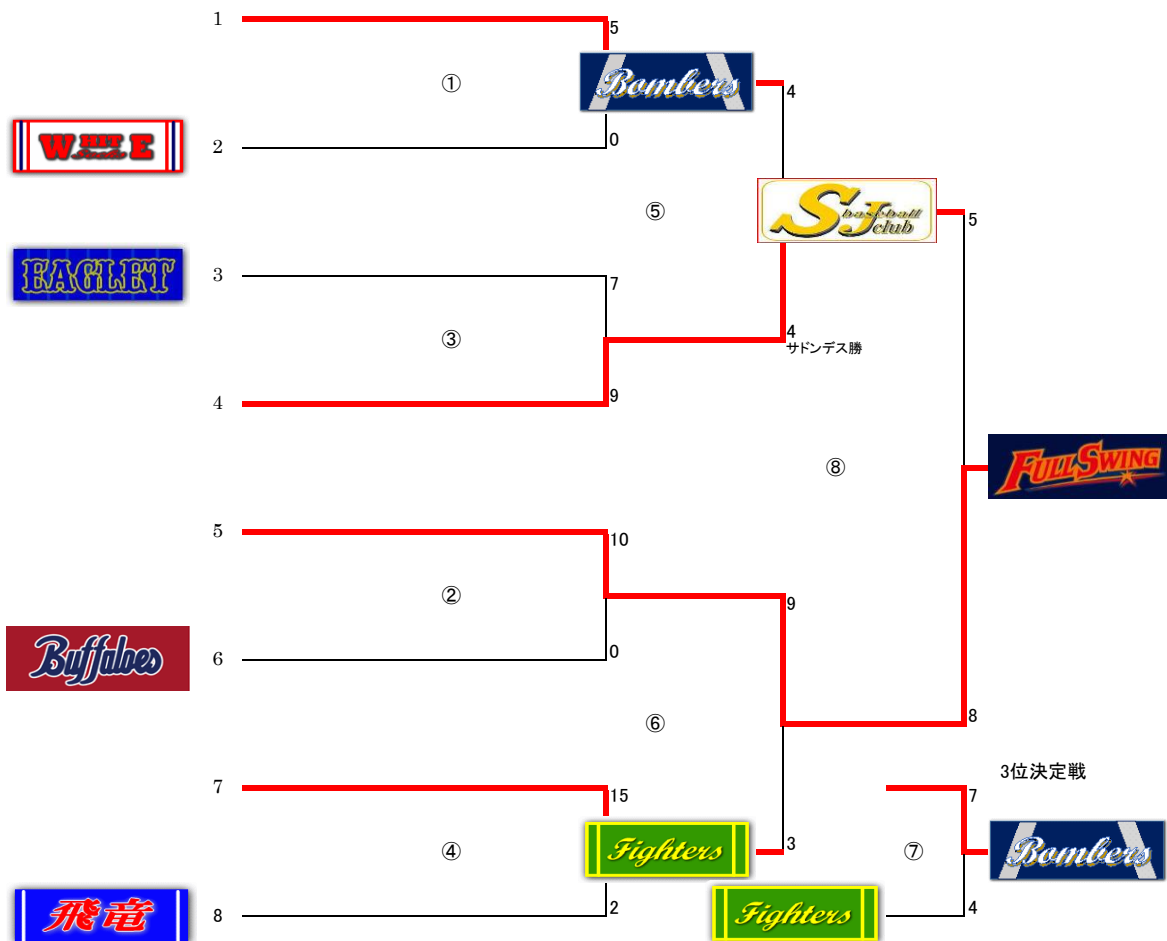 1
5
①
Bombers
4
WHITE
Socks
2
0
⑤
S baseball
J club
5
EAGLET
3
7
③
4
サドンデス勝
4
9
⑧
FULLSWING
5
10
②
9
Buffaloes
6
0
⑥
8
3位決定戦
7
15
7
④
Fighters
3
⑦
Bombers
飛竜
8
2
Fighters
4